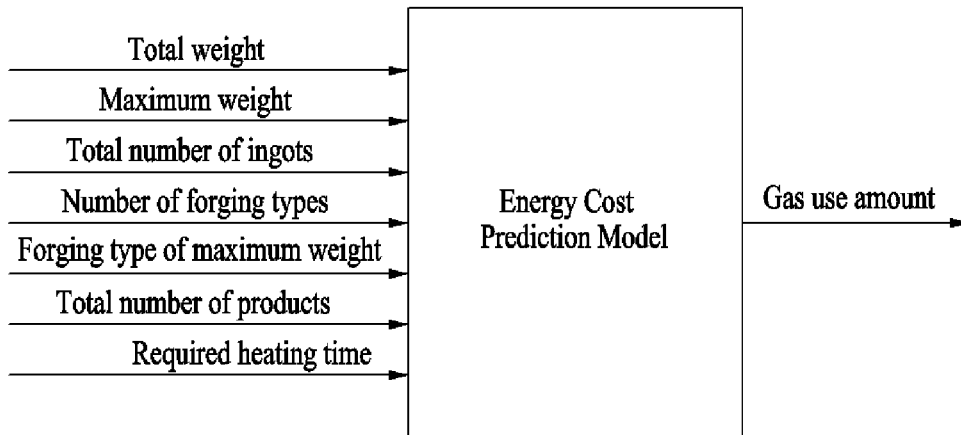 Total weight
Maximum weight
Total number of ingots
Number of forging types
Forging type of maximum weight
Total number of products
Required heating time
Energy Cost
Prediction Model
Gas use amount